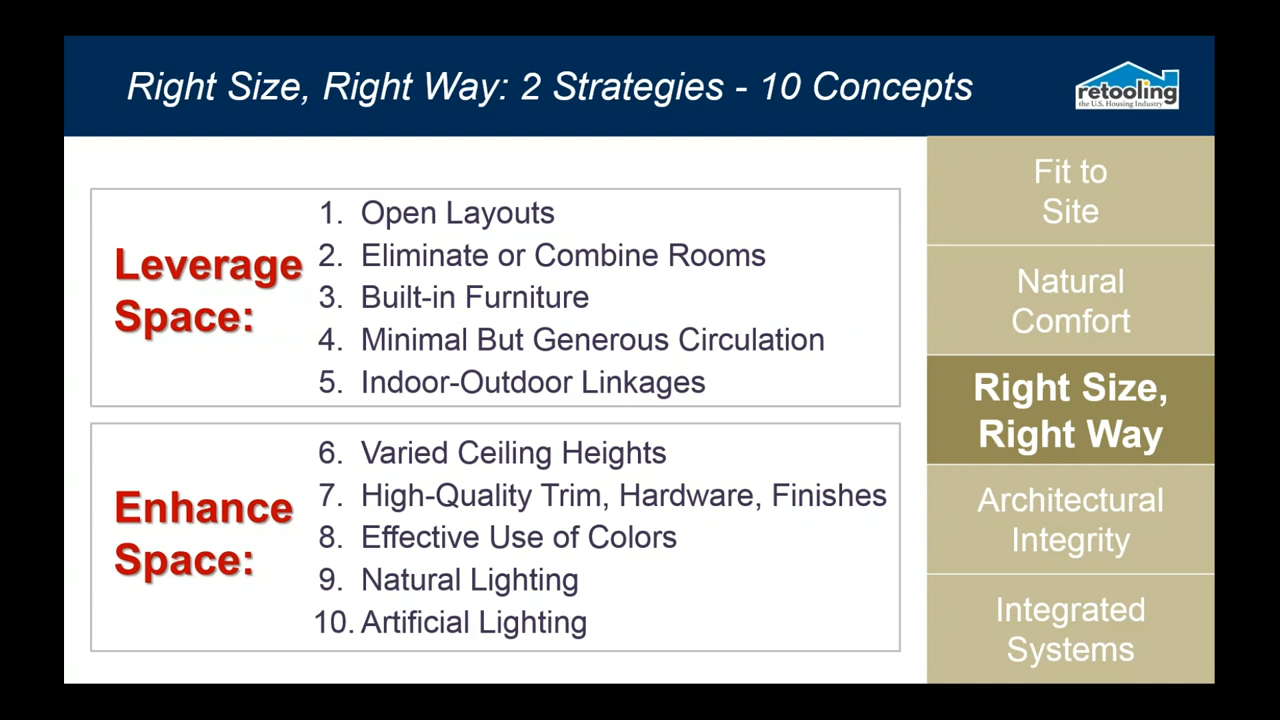 Right Size, Right Way: 2 Strategies - 10 Concepts
retooling
the U.S. Housing Industry
Leverage
Space:
1. Open Layouts
2. Eliminate or Combine Rooms
3. Built-in Furniture
4. Minimal But Generous Circulation
5. Indoor-Outdoor Linkages
Enhance
Space:
6. Varied Ceiling Heights
7. High-Quality Trim, Hardware, Finishes
8. Effective Use of Colors
9. Natural Lighting
10. Artificial Lighting
Fit to
Site
Natural
Comfort
Right Size,
Right Way
Architectural
Integrity
Integrated
Systems